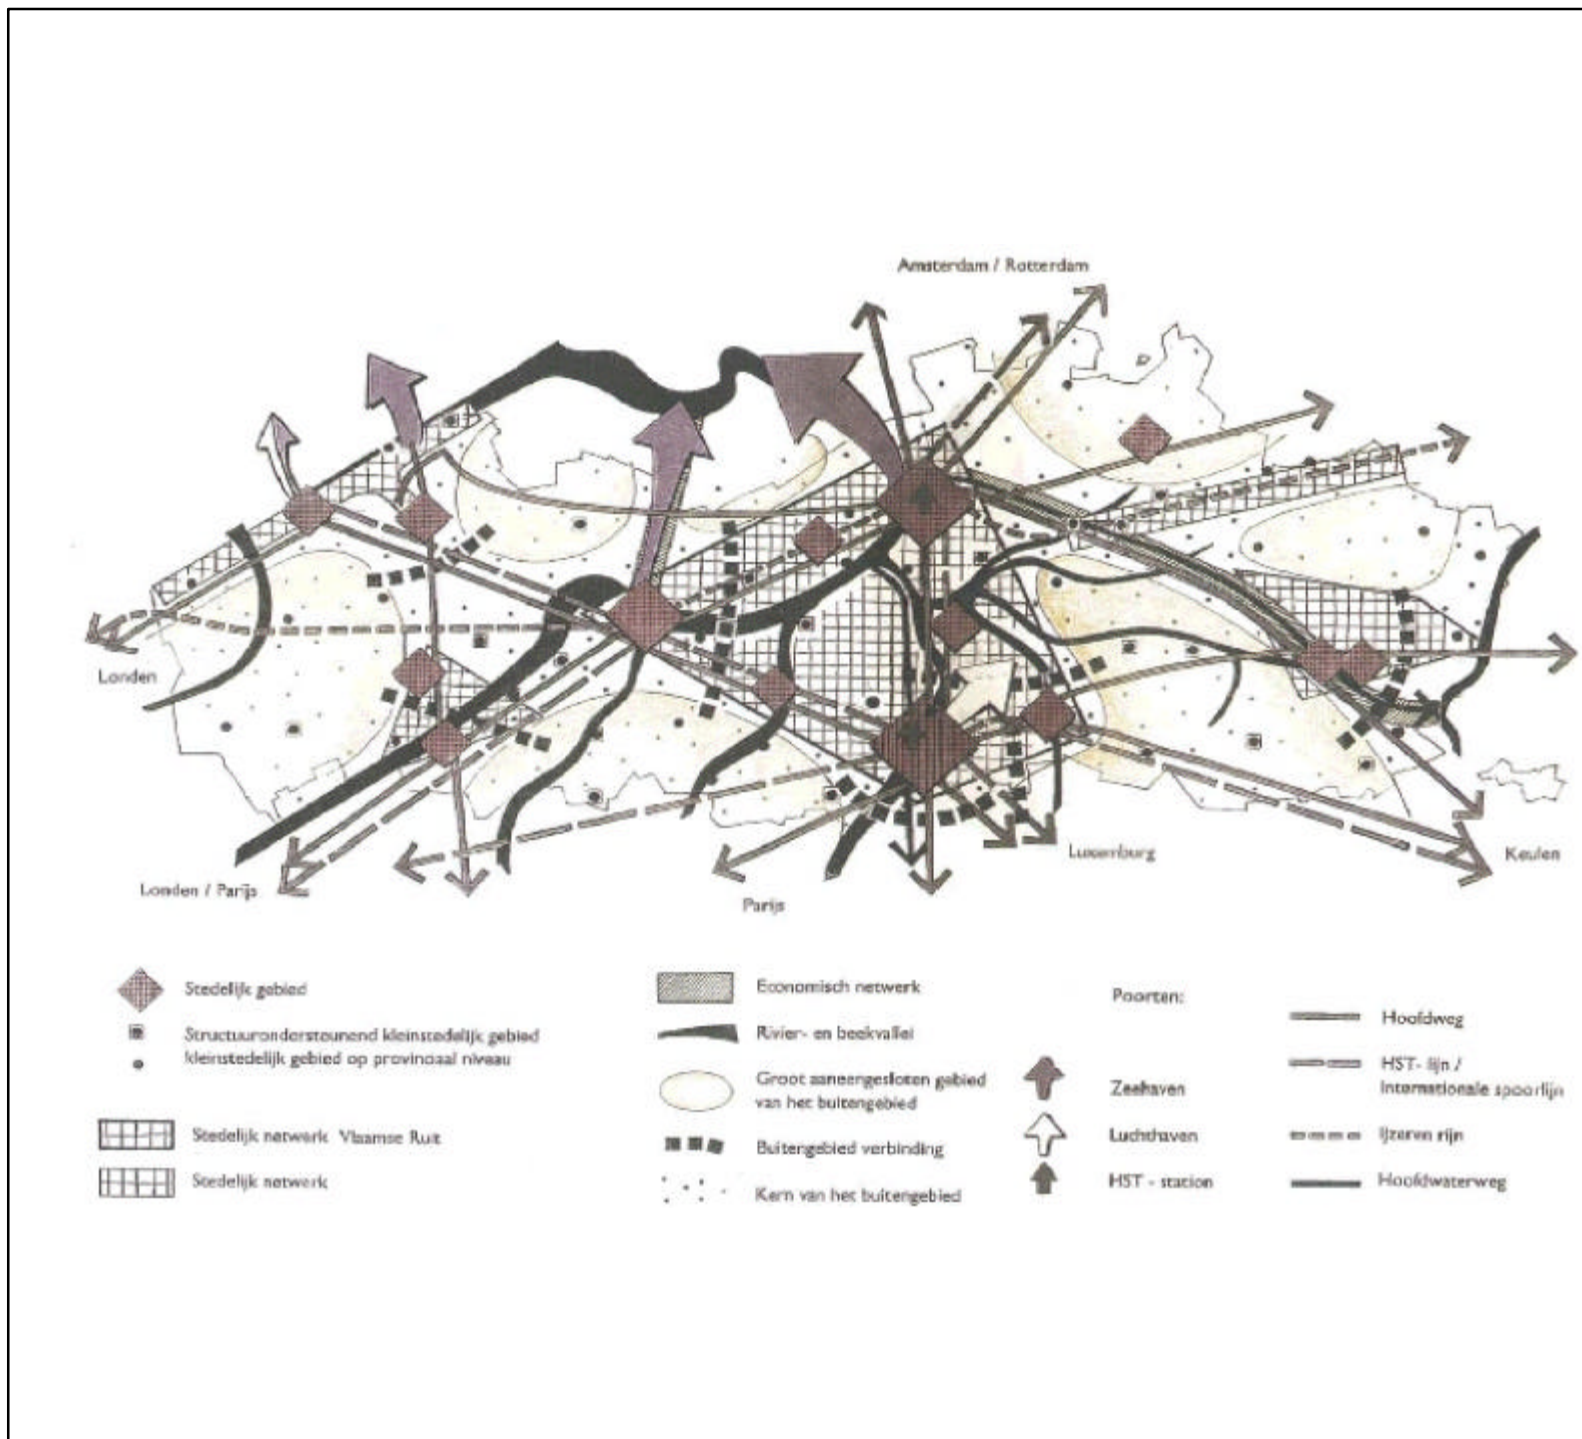 Amsterdam / Rotterdam
Londen
Londen / Parijs
Parijs
Luxemburg
Keulen
Stedelijk gebied
Structuurondersteunend kleinstedelijk gebied
kleinstedelijk gebied op provinciaal niveau
Stedelijk netwerk Vlaamse Ruit
Stedelijk netwerk
Economisch netwerk
Rivier- en beekvallei
Groot aaneengesloten gebied
van het buitengebied
Buitengebied verbinding
Kern van het buitengebied
Poorten:
Zeehaven
Luchthaven
HST - station
Hoofdweg
HST- lijn /
Internationale spoorlijn
Ijzeren rijn
Hoofdwaterweg